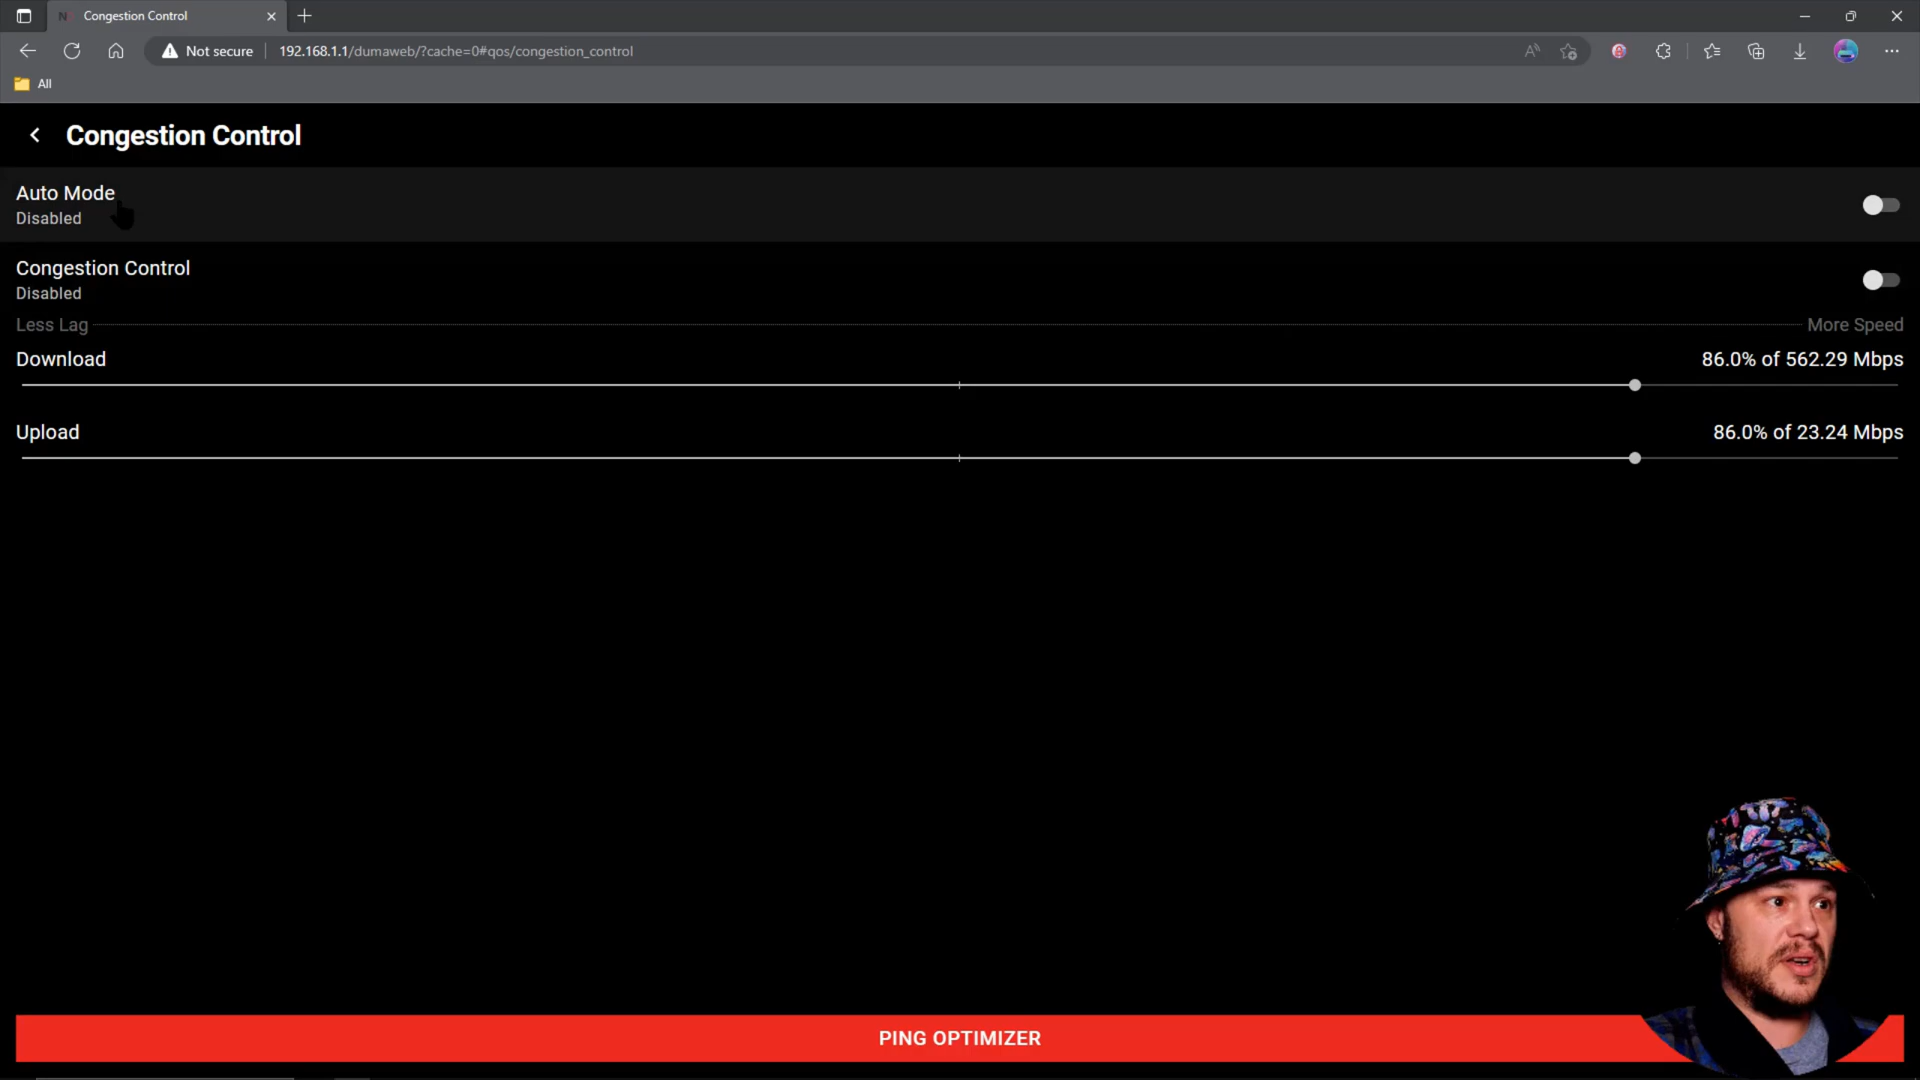 Congestion Control
Not secure
192.168.1.1/dumaweb/?cache=0#qos/congestion_control
All
Congestion Control
Auto Mode
Disabled
Congestion Control
Disabled
Less Lag
More Speed
Download
86.0% of 562.29 Mbps
Upload
86.0% of 23.24 Mbps
PING OPTIMIZER